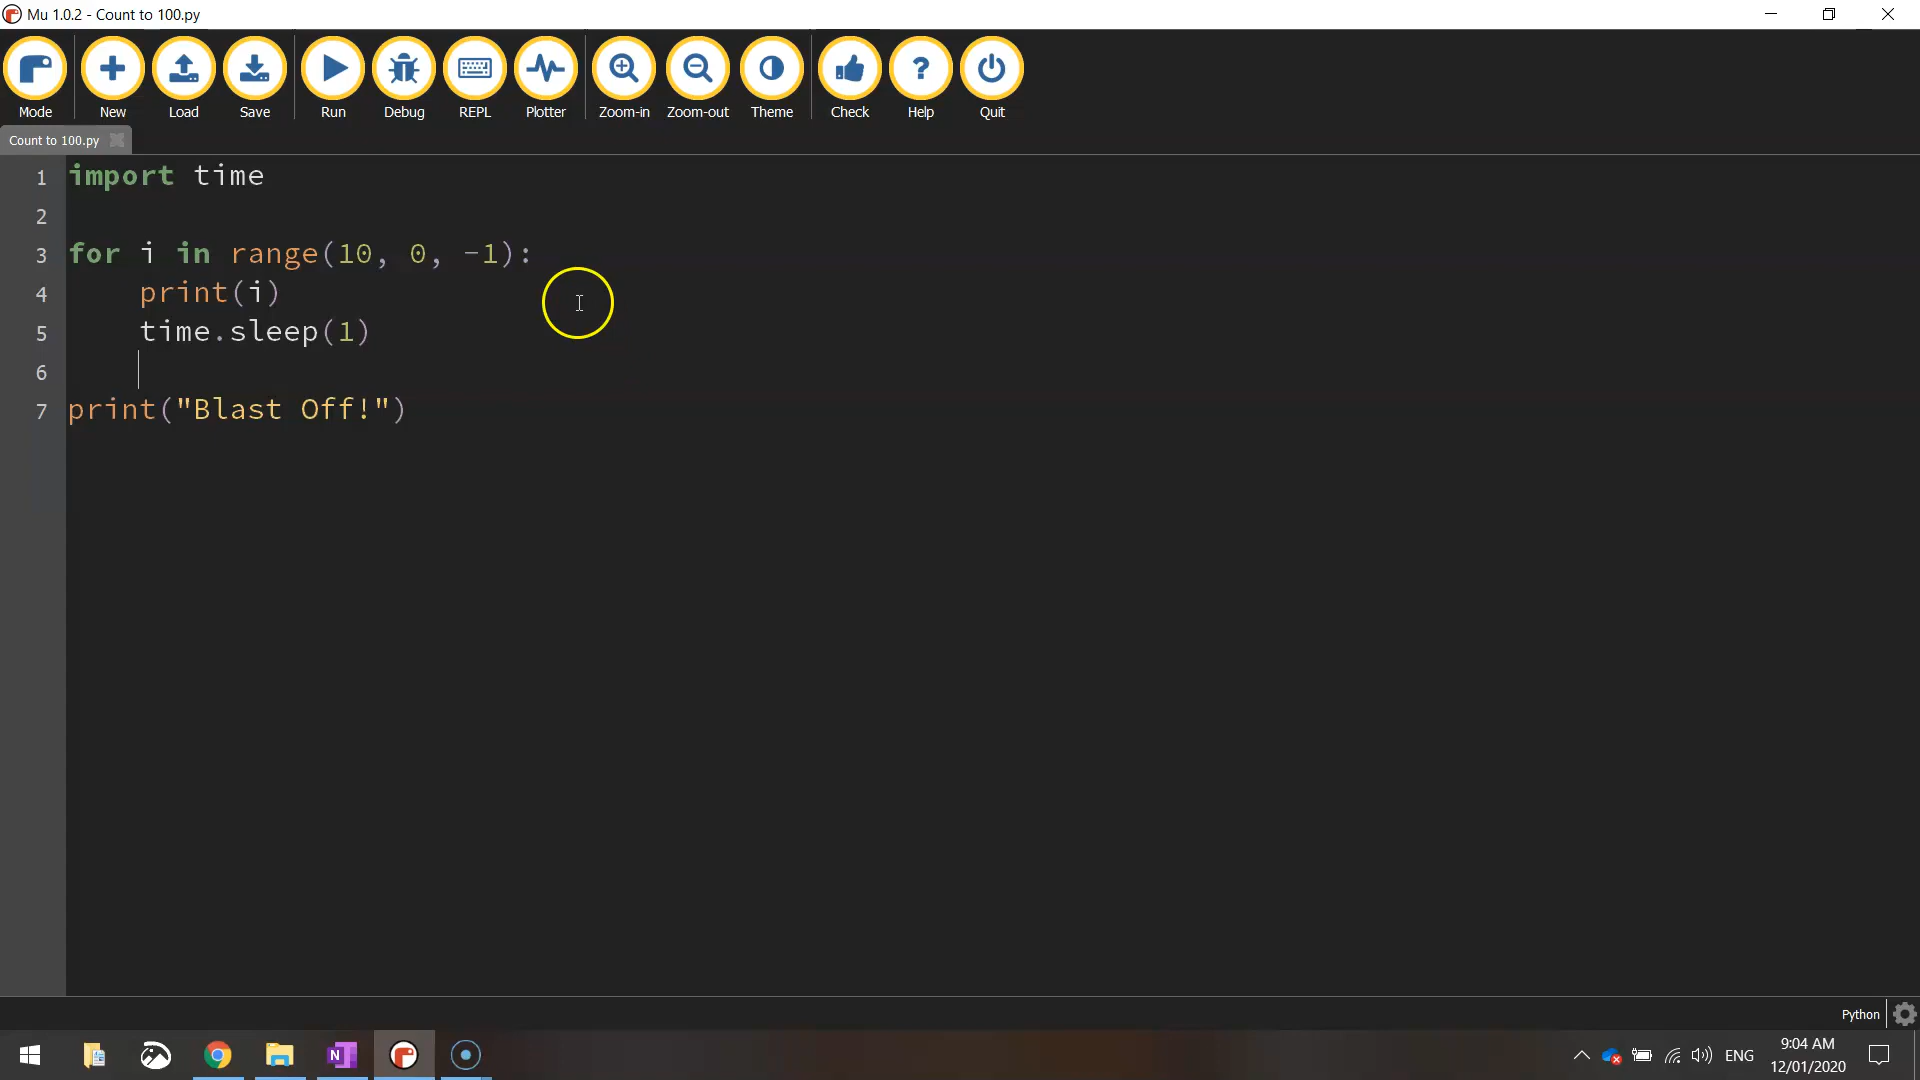 Mu 1.0.2 - Count to 100.py
Mode New Load Save Run Debug REPL Plotter Zoom-in Zoom-out Theme Check Help Quit
Count to 100.py
1 import time
2
3 for i in range(10, 0, -1):
4     print(i)
5     time.sleep(1)
6
7 print("Blast Off!")
Python
ENG
9:04 AM
12/01/2020